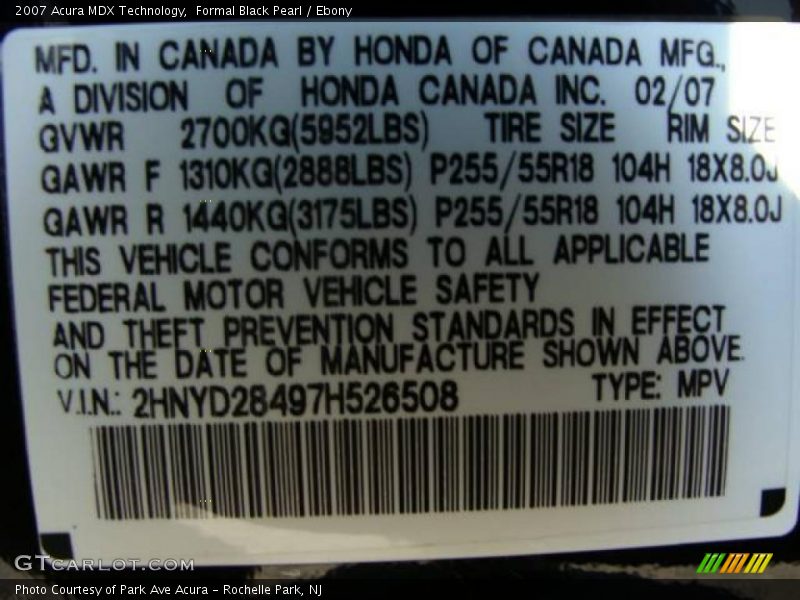 2007 Acura MDX Technology,  Formal Black Pearl / Ebony
MFD. IN CANADA BY HONDA OF CANADA MFG.,
A DIVISION OF HONDA CANADA INC. 02/07
GVWR 2700KG(5952LBS) TIRE SIZE RIM SIZE
GAWR F 1310KG(2888LBS) P255/55R18 104H 18X8.0J
GAWR R 1440KG(3175LBS) P255/55R18 104H 18X8.0J
THIS VEHICLE CONFORMS TO ALL APPLICABLE
FEDERAL MOTOR VEHICLE SAFETY
AND THEFT PREVENTION STANDARDS IN EFFECT
ON THE DATE OF MANUFACTURE SHOWN ABOVE.
V.I.N.: 2HNYD28497H526508 TYPE: MPV
GTCARLOT.COM
Photo Courtesy of Park Ave Acura – Rochelle Park, NJ